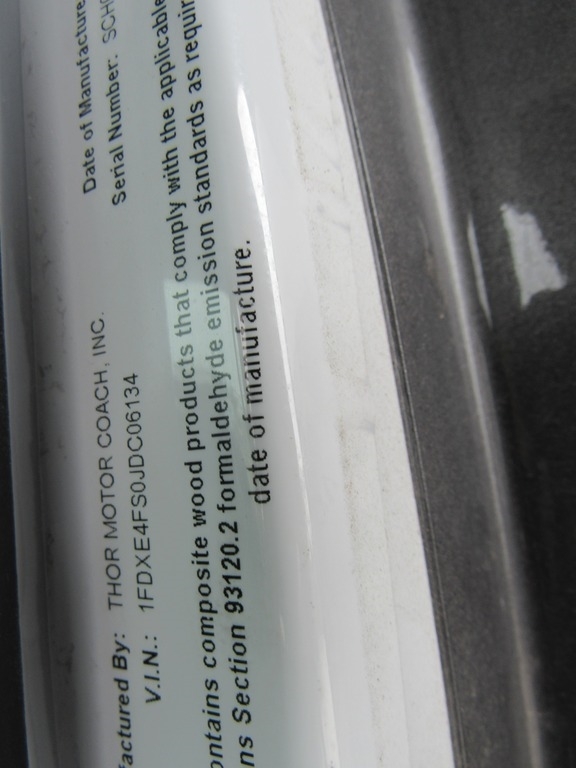 factured By: THOR MOTOR COACH, INC. Date of Manufacture
V.I.N.: 1FDXE4FS0JDC06134 Serial Number: SCH
ontains composite wood products that comply with the applicable
ns Section 93120.2 formaldehyde emission standards as requir
date of manufacture.